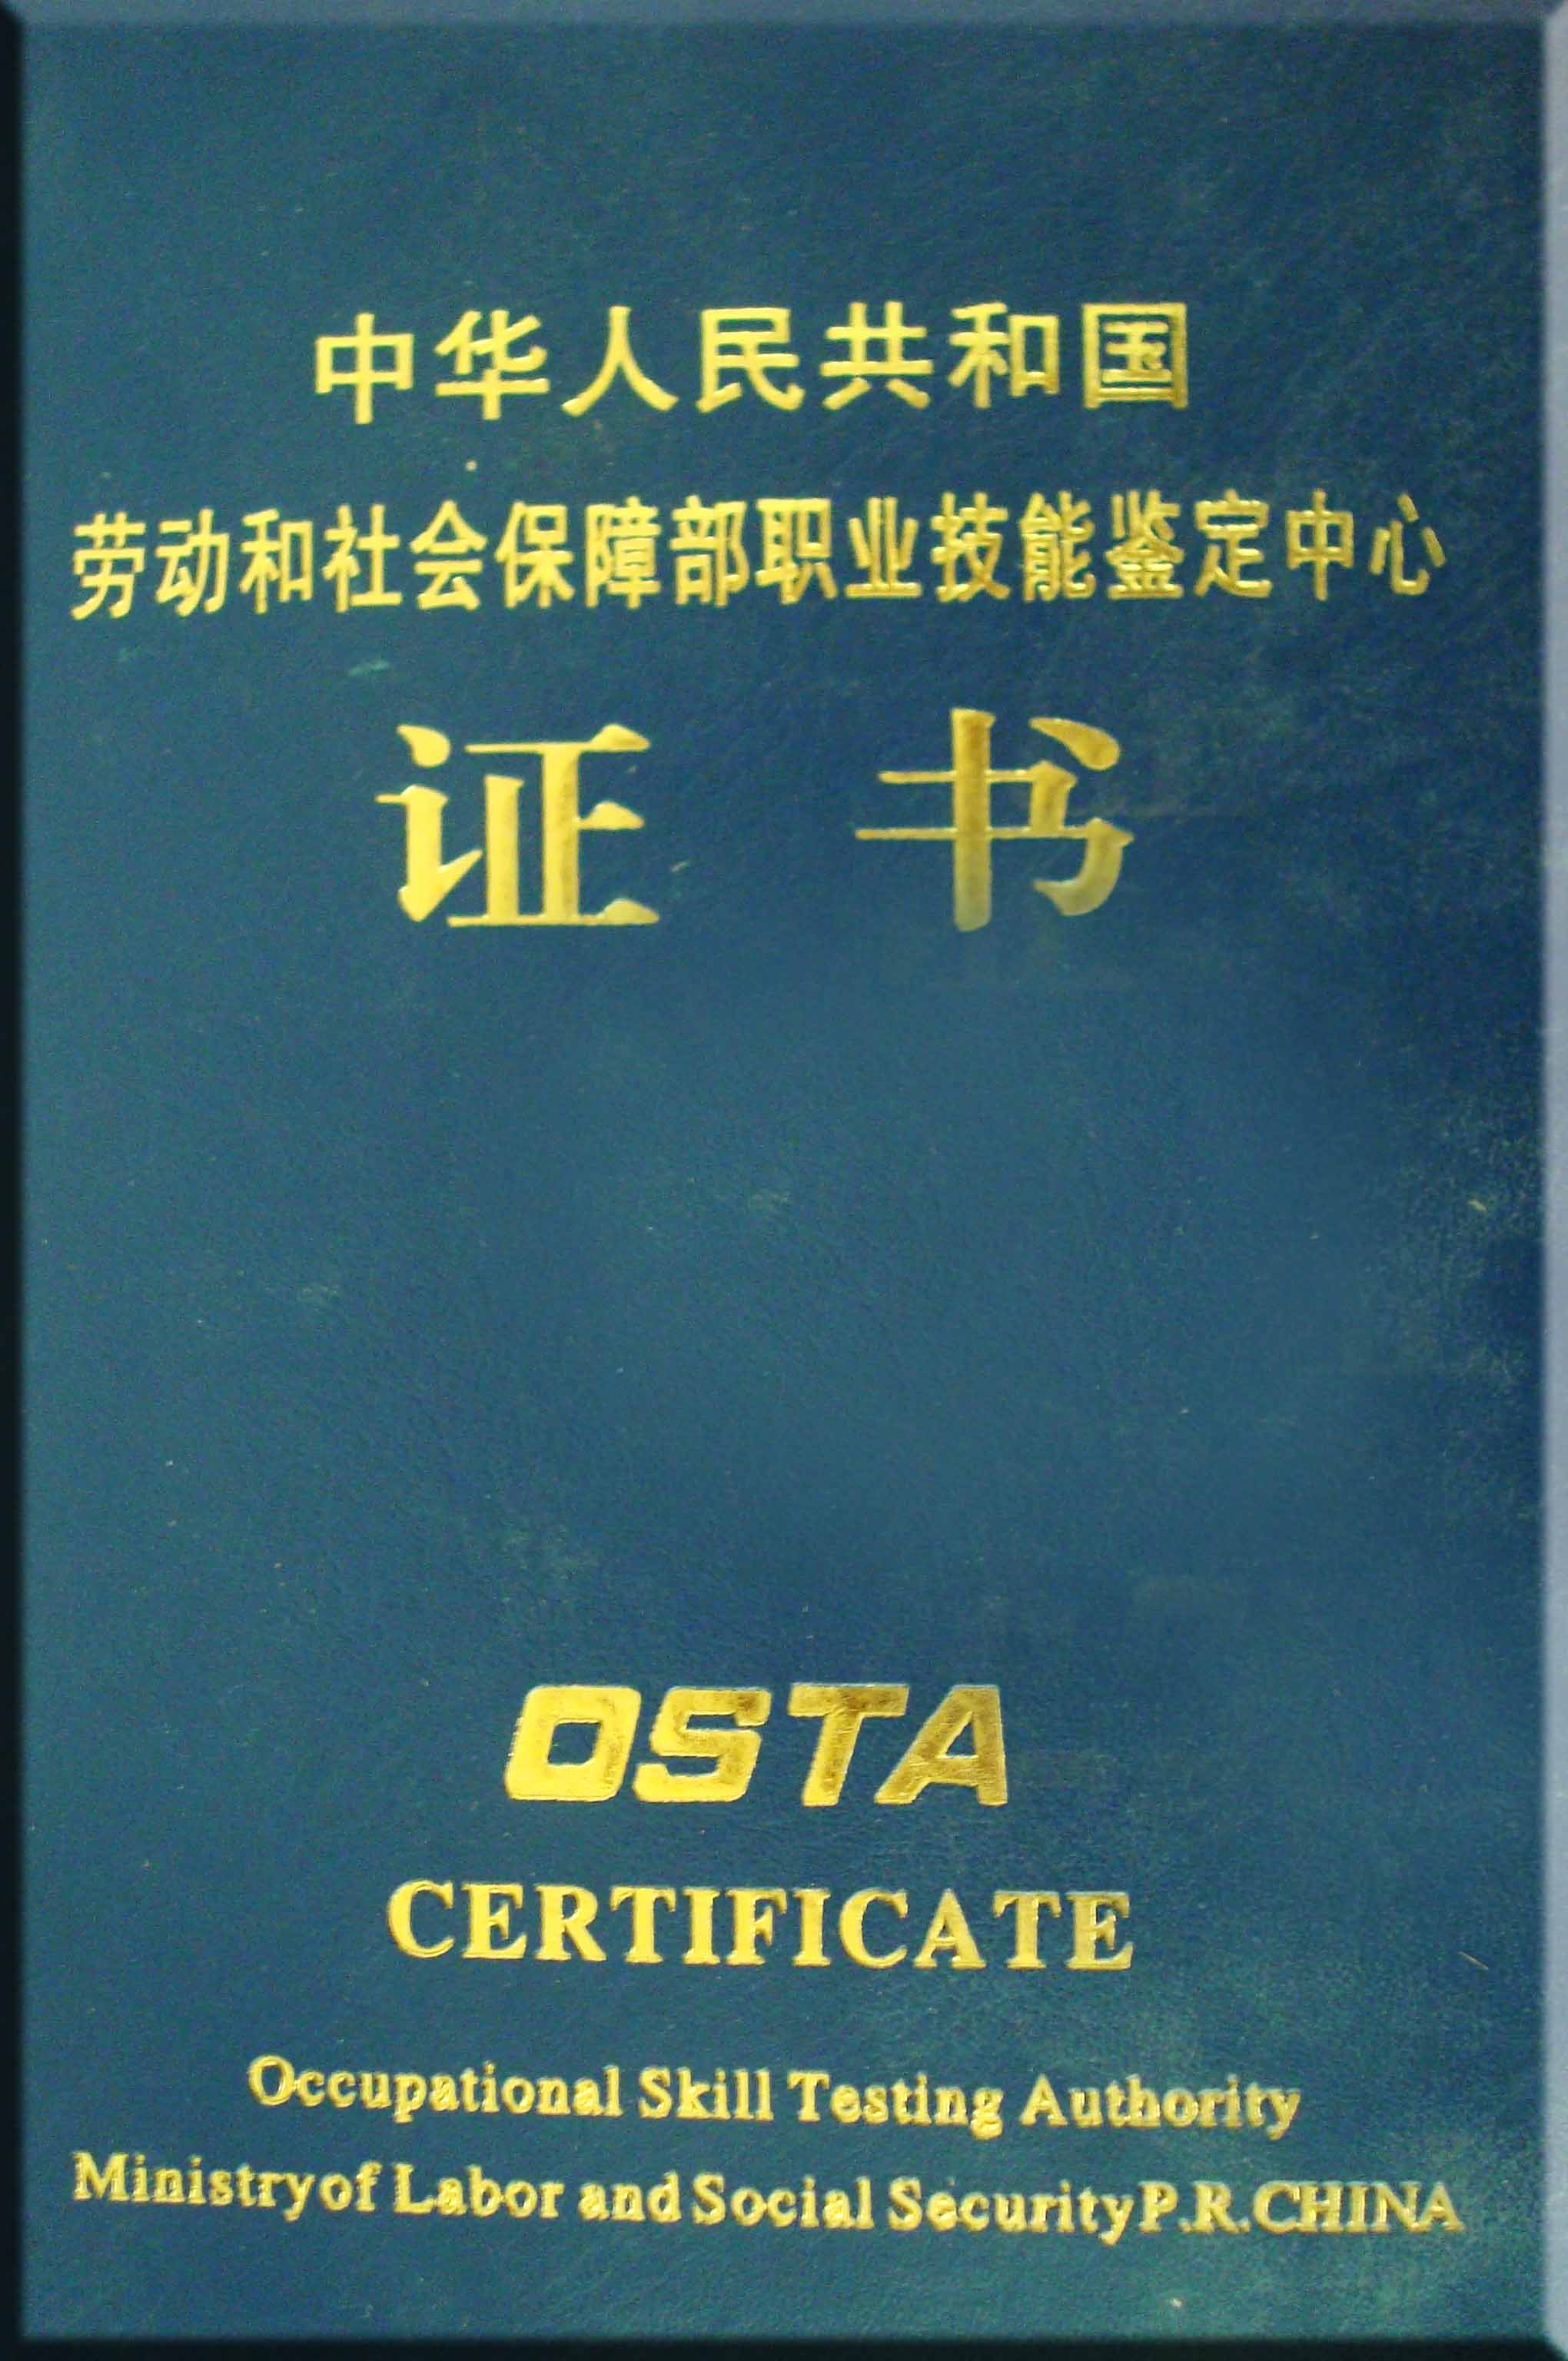 中华人民共和国
劳动和社会保障部职业技能鉴定中心
证书
OSTA
CERTIFICATE
Occupational Skill Testing Authority
Ministry of Labor and Social Security P.R.CHINA